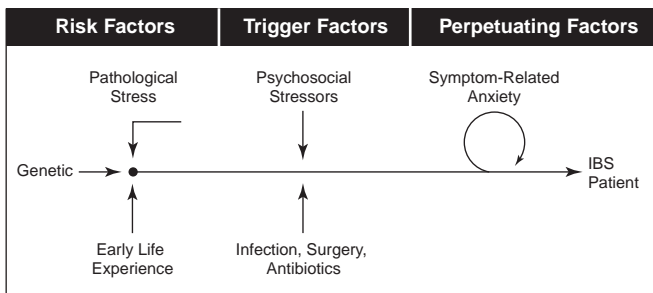 Risk Factors
Trigger Factors
Perpetuating Factors
Pathological
Stress
Psychosocial
Stressors
Symptom-Related
Anxiety
Genetic
IBS
Patient
Early Life
Experience
Infection, Surgery,
Antibiotics